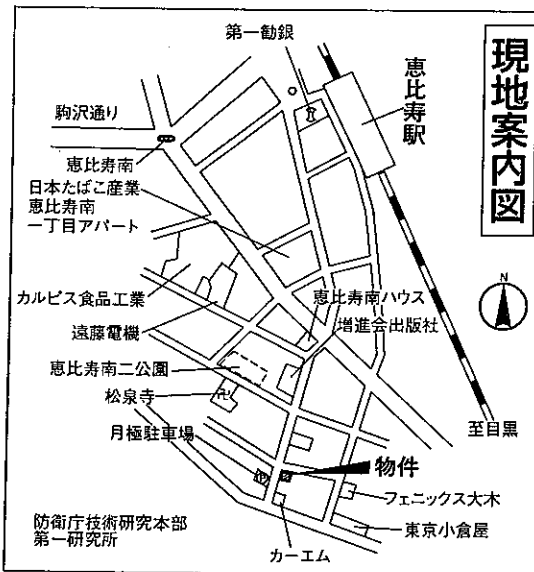 現地案内図
第一勧銀
恵比寿駅
駒沢通り
恵比寿南
日本たばこ産業
恵比寿南
一丁目アパート
カルピス食品工業
恵比寿南ハウス
増進会出版社
遠藤電機
恵比寿南二公園
松泉寺
卍
月極駐車場
物件
至目黒
フェニックス大木
東京小倉屋
カーエム
防衛庁技術研究本部
第一研究所
N